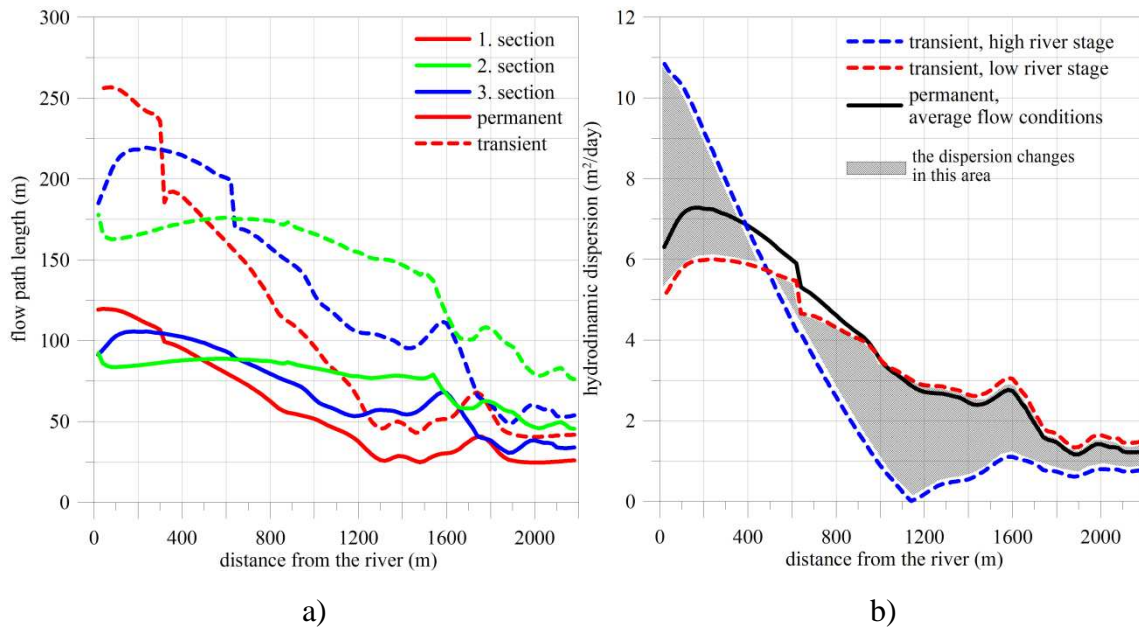 300
250
200
150
100
50
0
flow path length (m)
1. section
2. section
3. section
permanent
transient
0 400 800 1200 1600 2000
distance from the river (m)
a)
12
10
8
6
4
2
0
hydrodinamic dispersion (m²/day)
transient, high river stage
transient, low river stage
permanent,
average flow conditions
the dispersion changes
in this area
0 400 800 1200 1600 2000
distance from the river (m)
b)